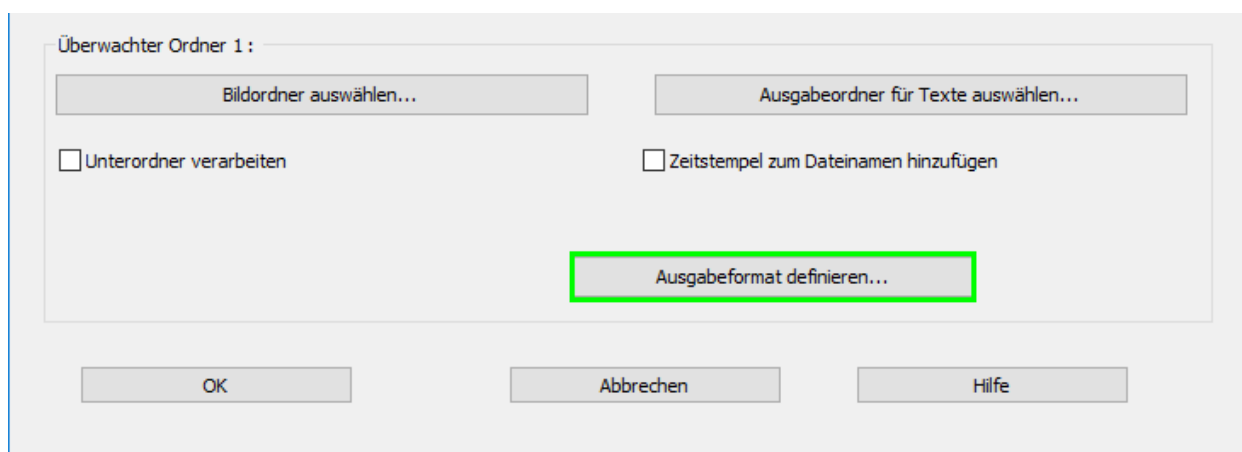 Überwachter Ordner 1 :
Bildordner auswählen...
Ausgabeordner für Texte auswählen...
Unterordner verarbeiten
Zeitstempel zum Dateinamen hinzufügen
Ausgabeformat definieren...
OK
Abbrechen
Hilfe